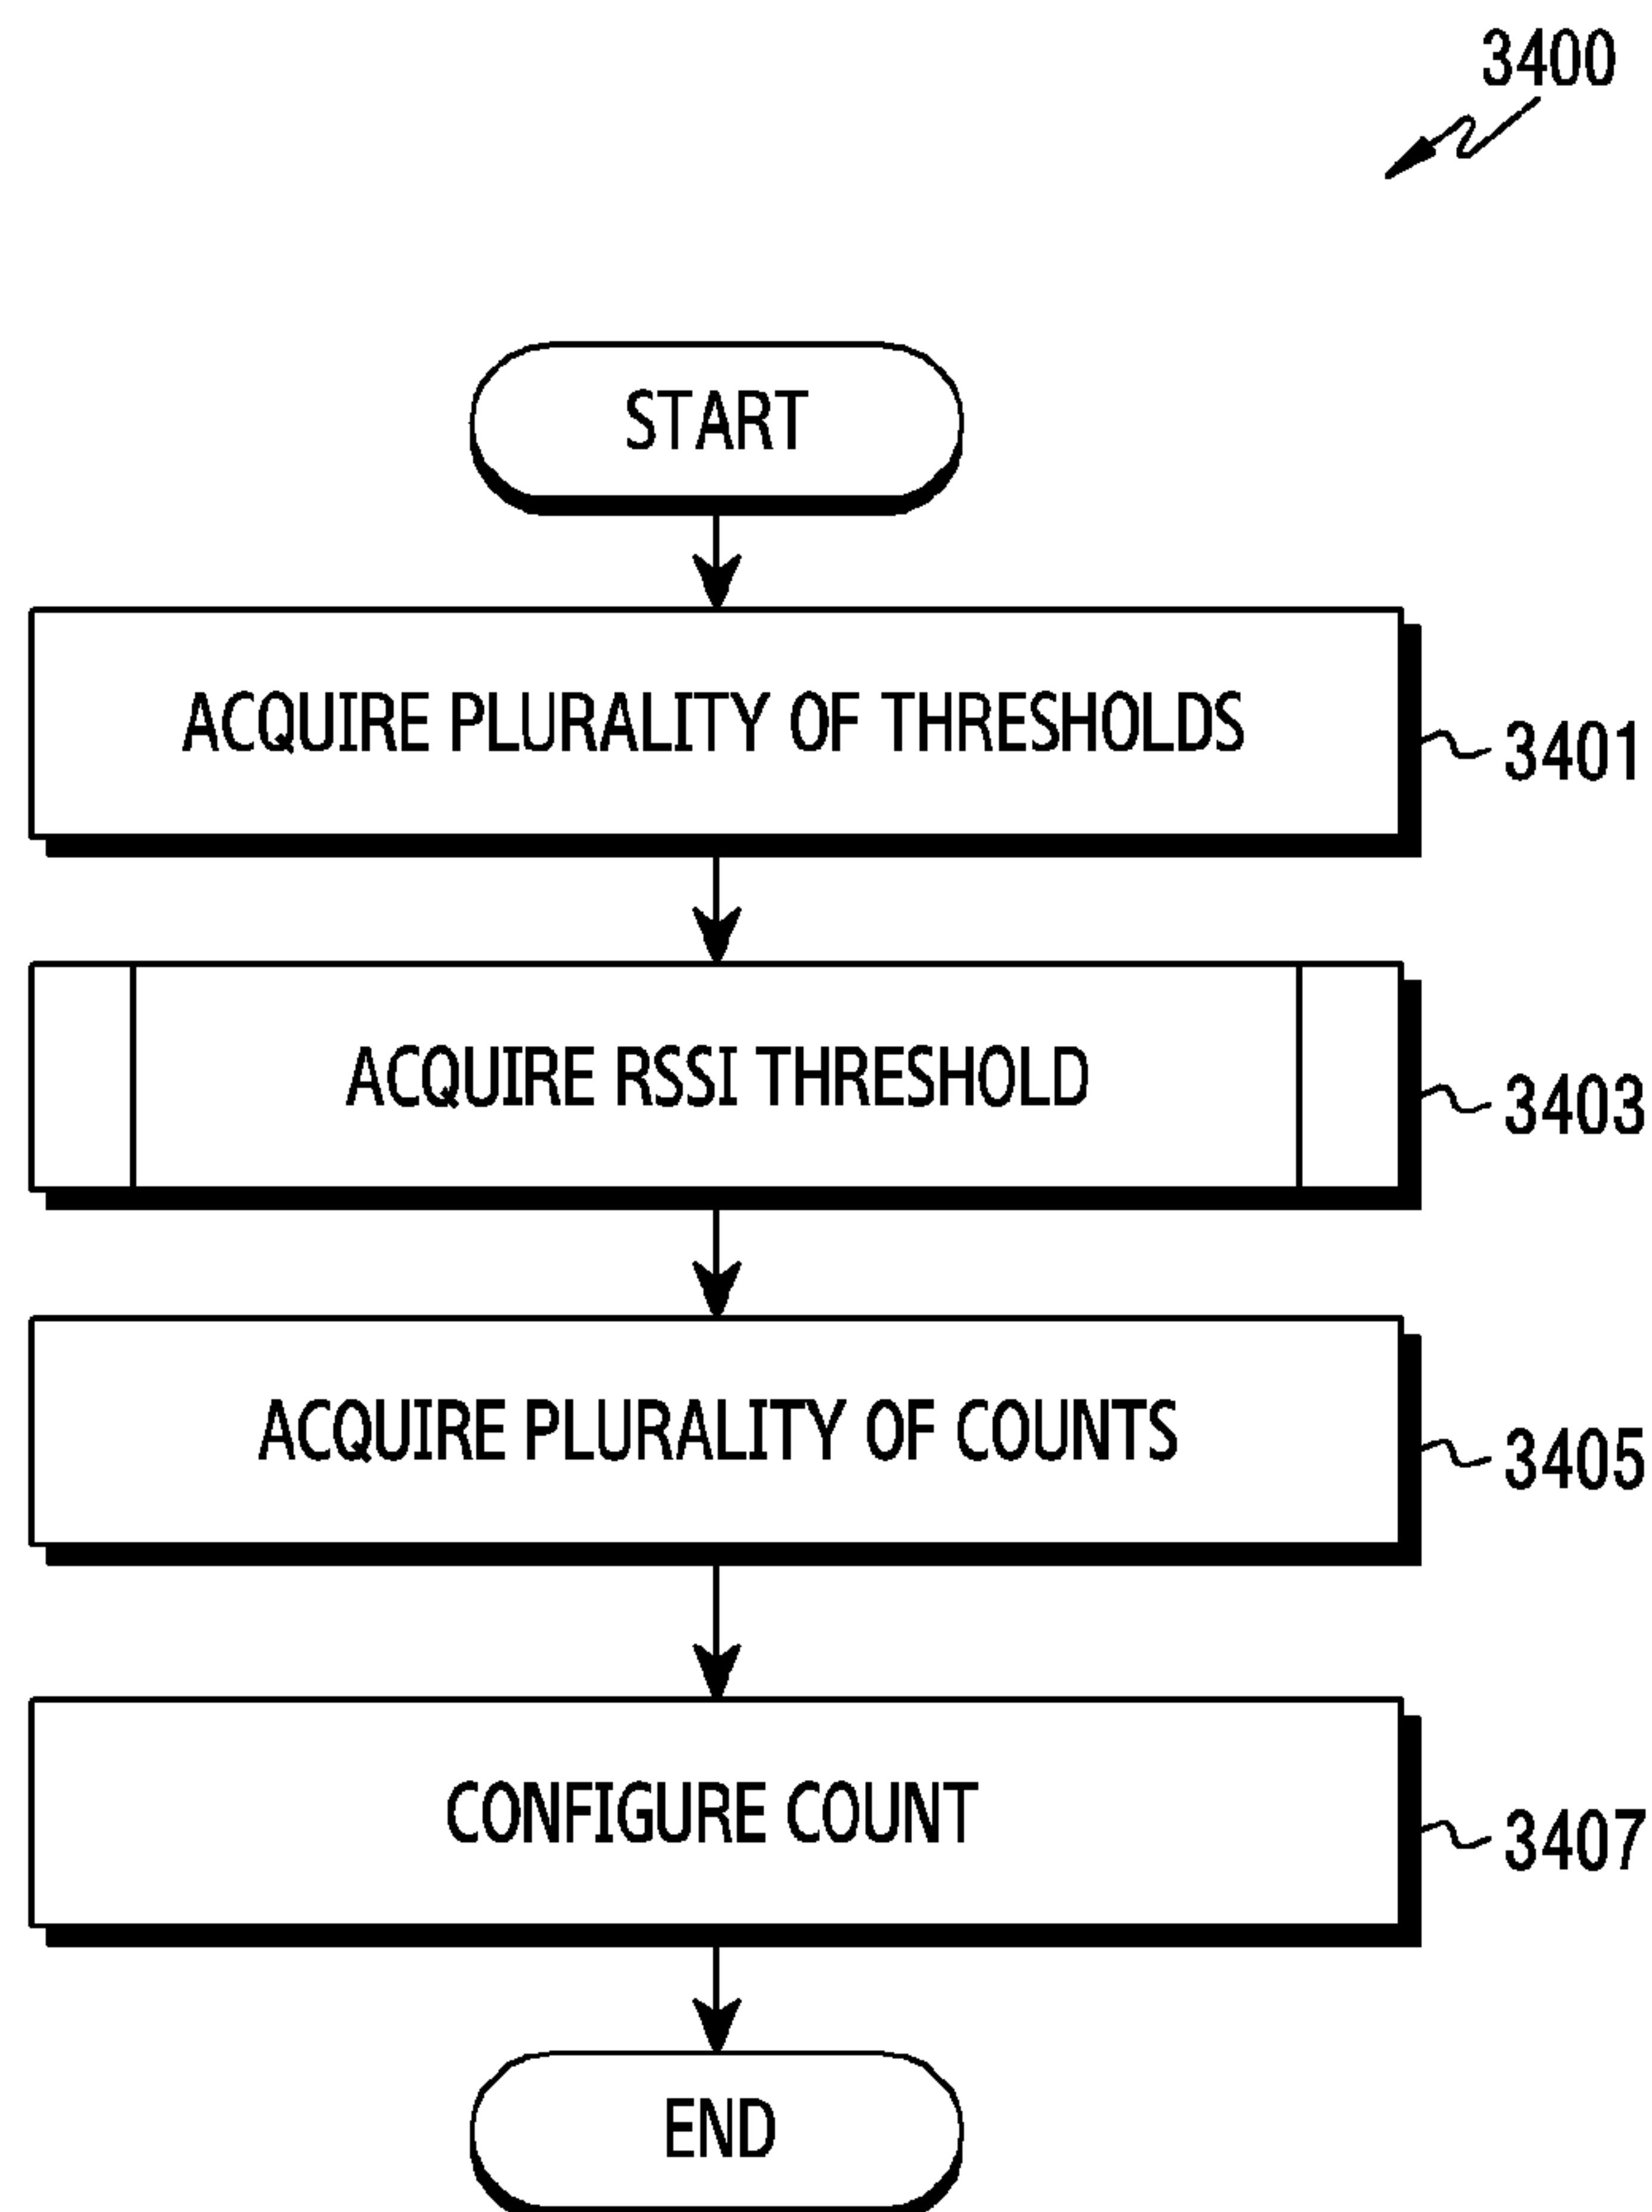 3400
START
ACQUIRE PLURALITY OF THRESHOLDS
3401
ACQUIRE RSSI THRESHOLD
3403
ACQUIRE PLURALITY OF COUNTS
3405
CONFIGURE COUNT
3407
END